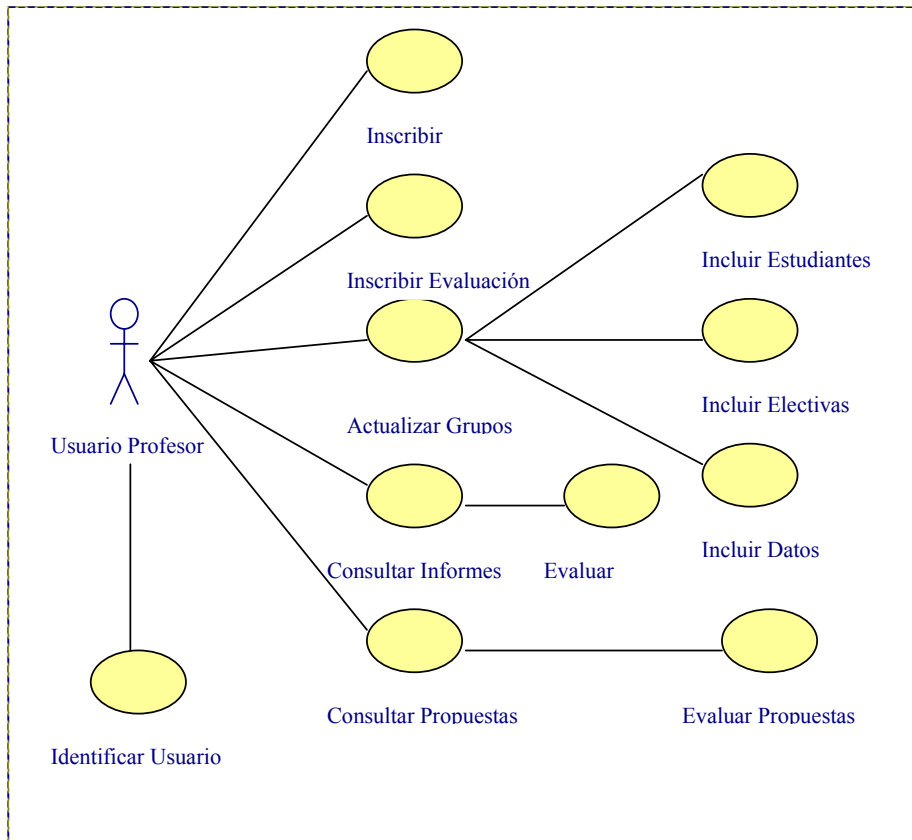 Inscribir
Incluir Estudiantes
Inscribir Evaluación
Incluir Electivas
Actualizar Grupos
Usuario Profesor
Incluir Datos
Consultar Informes
Evaluar
Consultar Propuestas
Evaluar Propuestas
Identificar Usuario